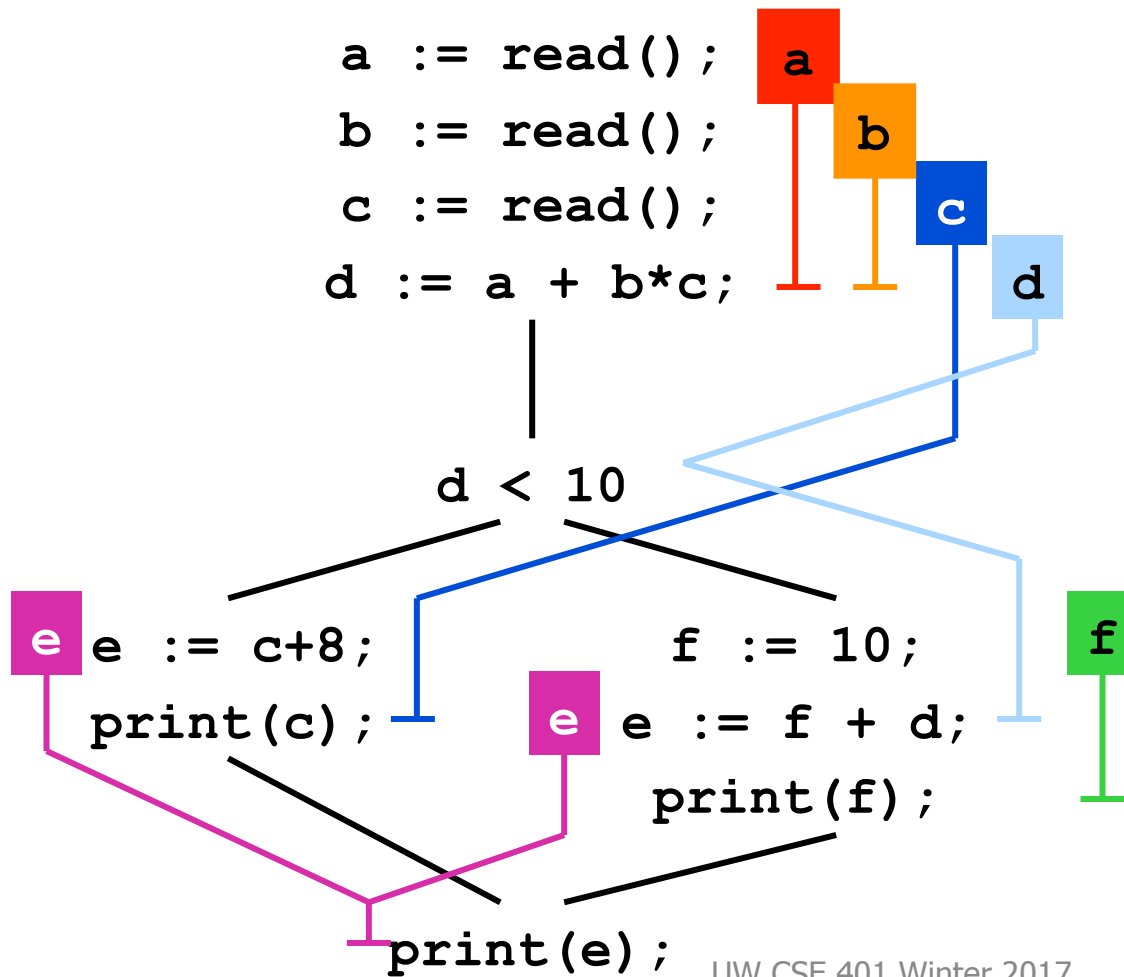 a := read(); a
b := read(); b
c := read(); c
d := a + b*c; d
d < 10
e e := c+8;
print(c);
f := 10; f
e e := f + d;
print(f);
print(e);
UW CSE 401 Winter 2017